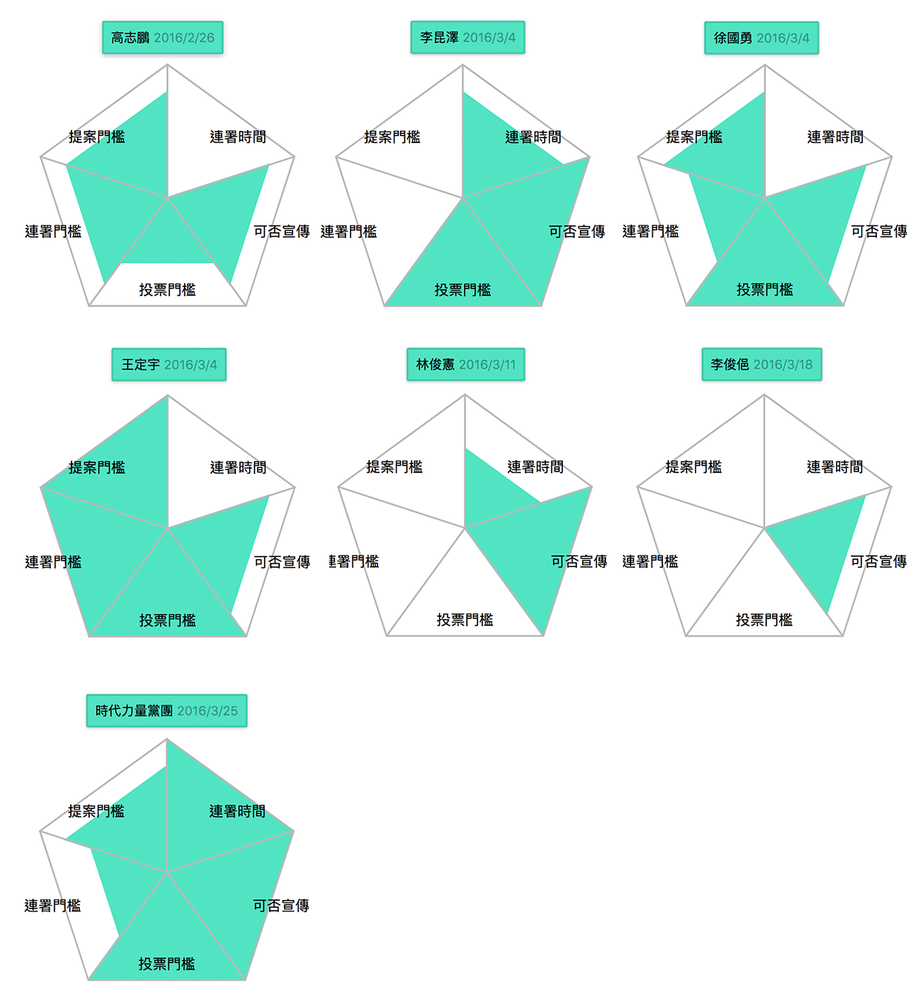 高志鵬 2016/2/26
提案門檻
連署時間
連署門檻
可否宣傳
投票門檻
李昆澤 2016/3/4
提案門檻
連署時間
連署門檻
可否宣傳
投票門檻
徐國勇 2016/3/4
提案門檻
連署時間
連署門檻
可否宣傳
投票門檻
王定宇 2016/3/4
提案門檻
連署時間
連署門檻
可否宣傳
投票門檻
林俊憲 2016/3/11
提案門檻
連署時間
連署門檻
可否宣傳
投票門檻
李俊俋 2016/3/18
提案門檻
連署時間
連署門檻
可否宣傳
投票門檻
時代力量黨團 2016/3/25
提案門檻
連署時間
連署門檻
可否宣傳
投票門檻